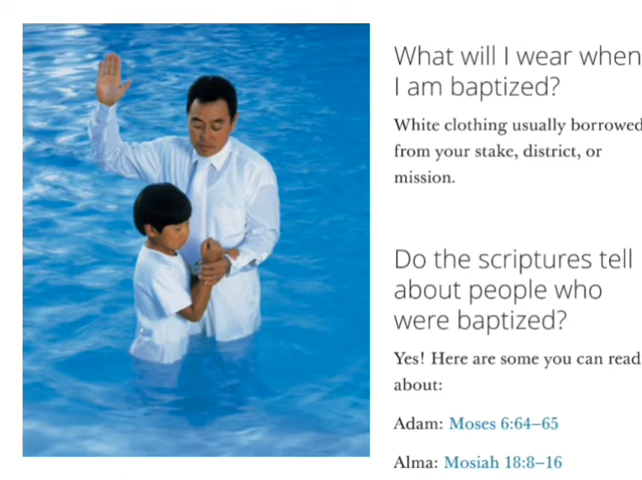 What will I wear when
I am baptized?
White clothing usually borrowed
from your stake, district, or
mission.
Do the scriptures tell
about people who
were baptized?
Yes! Here are some you can read
about:
Adam: Moses 6:64–65
Alma: Mosiah 18:8–16